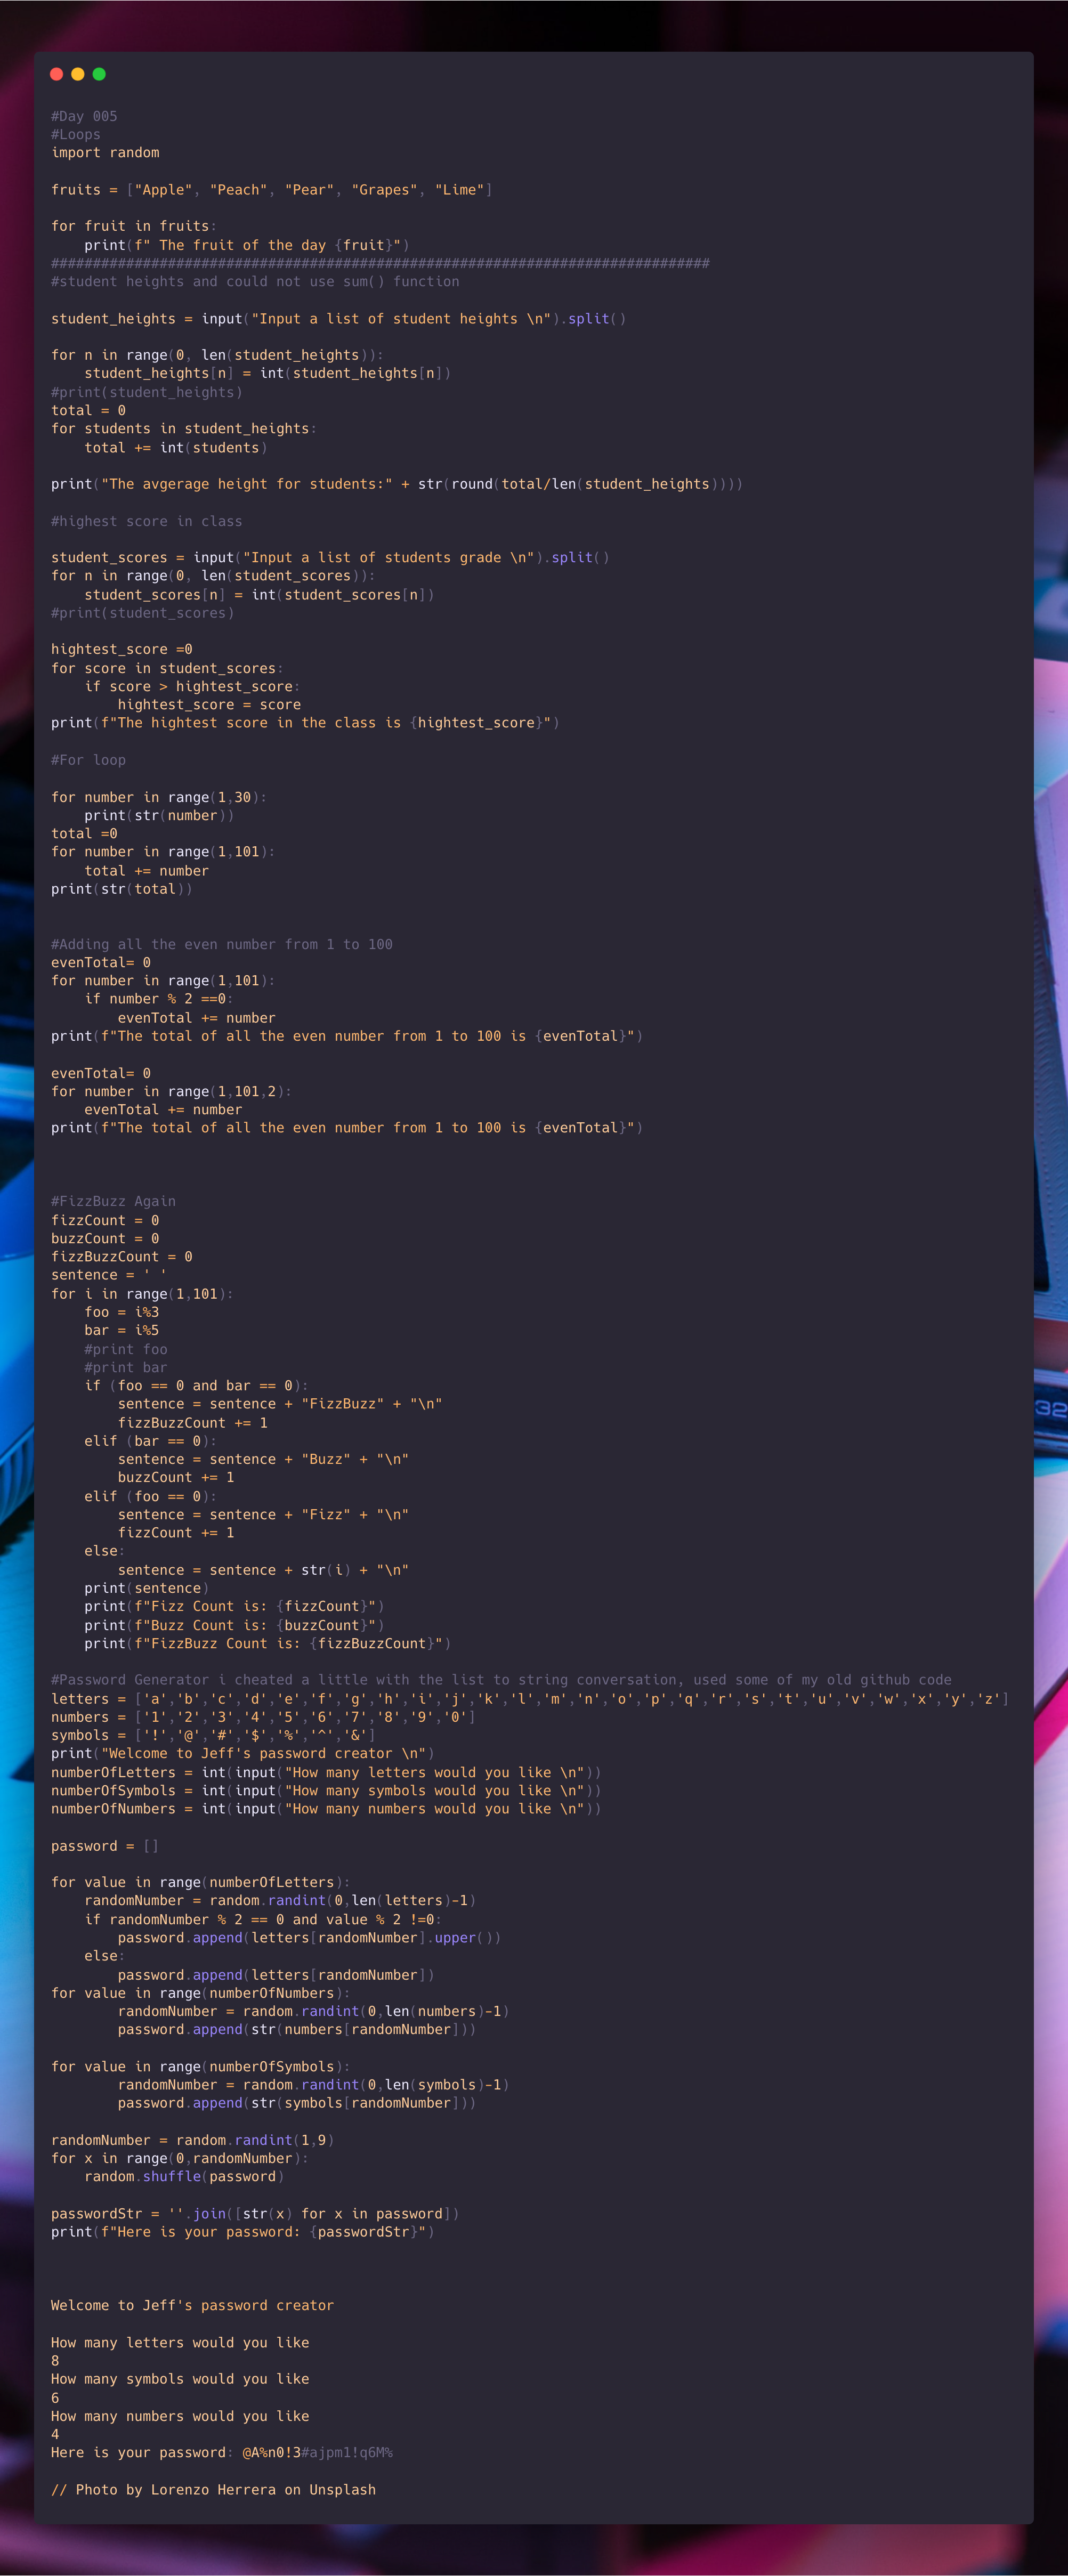 #Day 005
#Loops
import random
fruits = ["Apple", "Peach", "Pear", "Grapes", "Lime"]
for fruit in fruits:
    print(f" The fruit of the day {fruit}")
###############################################################################
#student heights and could not use sum() function
student_heights = input("Input a list of student heights \n").split()
for n in range(0, len(student_heights)):
    student_heights[n] = int(student_heights[n])
#print(student_heights)
total = 0
for students in student_heights:
    total += int(students)
print("The avgerage height for students:" + str(round(total/len(student_heights))))
#highest score in class
student_scores = input("Input a list of students grade \n").split()
for n in range(0, len(student_scores)):
    student_scores[n] = int(student_scores[n])
#print(student_scores)
hightest_score =0
for score in student_scores:
    if score > hightest_score:
        hightest_score = score
print(f"The hightest score in the class is {hightest_score}")
#For loop
for number in range(1,30):
    print(str(number))
total =0
for number in range(1,101):
    total += number
print(str(total))
#Adding all the even number from 1 to 100
evenTotal= 0
for number in range(1,101):
    if number % 2 ==0:
        evenTotal += number
print(f"The total of all the even number from 1 to 100 is {evenTotal}")
evenTotal= 0
for number in range(1,101,2):
    evenTotal += number
print(f"The total of all the even number from 1 to 100 is {evenTotal}")
#FizzBuzz Again
fizzCount = 0
buzzCount = 0
fizzBuzzCount = 0
sentence = ' '
for i in range(1,101):
    foo = i%3
    bar = i%5
    #print foo
    #print bar
    if (foo == 0 and bar == 0):
        sentence = sentence + "FizzBuzz" + "\n"
        fizzBuzzCount += 1
    elif (bar == 0):
        sentence = sentence + "Buzz" + "\n"
        buzzCount += 1
    elif (foo == 0):
        sentence = sentence + "Fizz" + "\n"
        fizzCount += 1
    else:
        sentence = sentence + str(i) + "\n"
    print(sentence)
    print(f"Fizz Count is: {fizzCount}")
    print(f"Buzz Count is: {buzzCount}")
    print(f"FizzBuzz Count is: {fizzBuzzCount}")
#Password Generator i cheated a little with the list to string conversation, used some of my old github code
letters = ['a','b','c','d','e','f','g','h','i','j','k','l','m','n','o','p','q','r','s','t','u','v','w','x','y','z']
numbers = ['1','2','3','4','5','6','7','8','9','0']
symbols = ['!','@','#','$','%','^','&']
print("Welcome to Jeff's password creator \n")
numberOfLetters = int(input("How many letters would you like \n"))
numberOfSymbols = int(input("How many symbols would you like \n"))
numberOfNumbers = int(input("How many numbers would you like \n"))
password = []
for value in range(numberOfLetters):
    randomNumber = random.randint(0,len(letters)-1)
    if randomNumber % 2 == 0 and value % 2 !=0:
        password.append(letters[randomNumber].upper())
    else:
        password.append(letters[randomNumber])
for value in range(numberOfNumbers):
        randomNumber = random.randint(0,len(numbers)-1)
        password.append(str(numbers[randomNumber]))
for value in range(numberOfSymbols):
        randomNumber = random.randint(0,len(symbols)-1)
        password.append(str(symbols[randomNumber]))
randomNumber = random.randint(1,9)
for x in range(0,randomNumber):
    random.shuffle(password)
passwordStr = ''.join([str(x) for x in password])
print(f"Here is your password: {passwordStr}")
Welcome to Jeff's password creator
How many letters would you like
8
How many symbols would you like
6
How many numbers would you like
4
Here is your password: @A%n0!3#ajpm1!q6M%
// Photo by Lorenzo Herrera on Unsplash
32